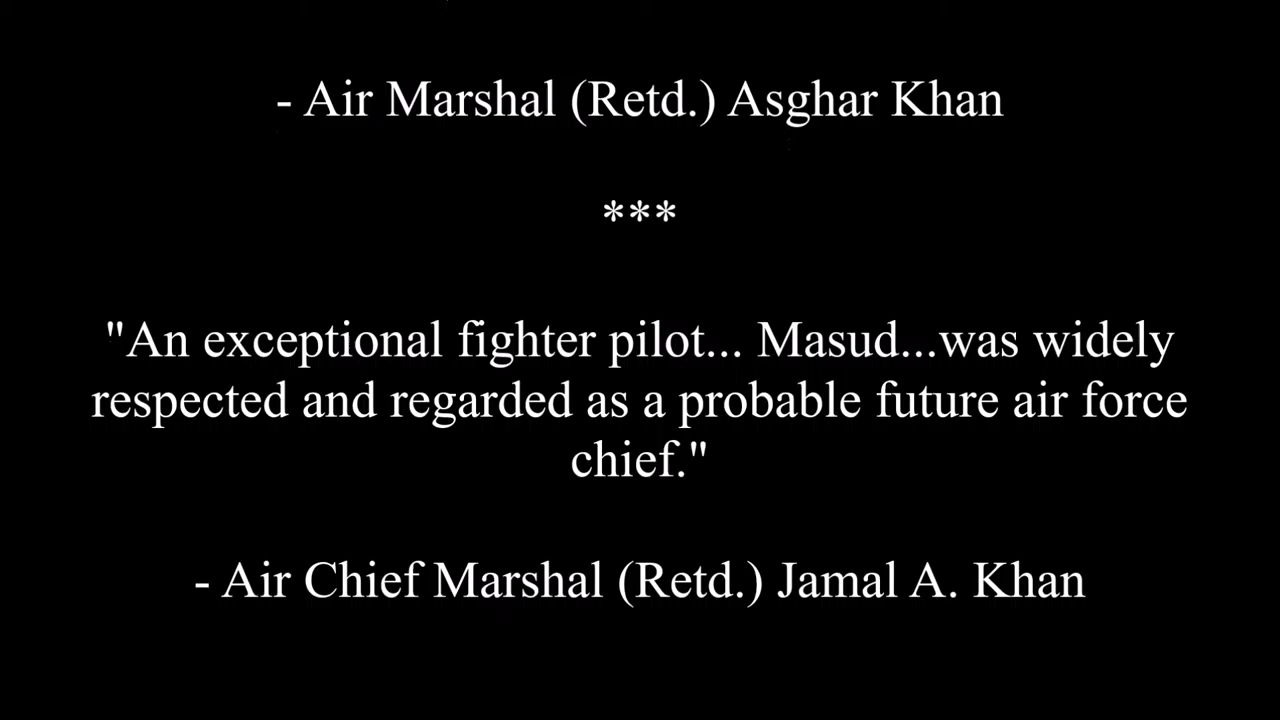 - Air Marshal (Retd.) Asghar Khan
***
"An exceptional fighter pilot... Masud...was widely
respected and regarded as a probable future air force
chief."
- Air Chief Marshal (Retd.) Jamal A. Khan